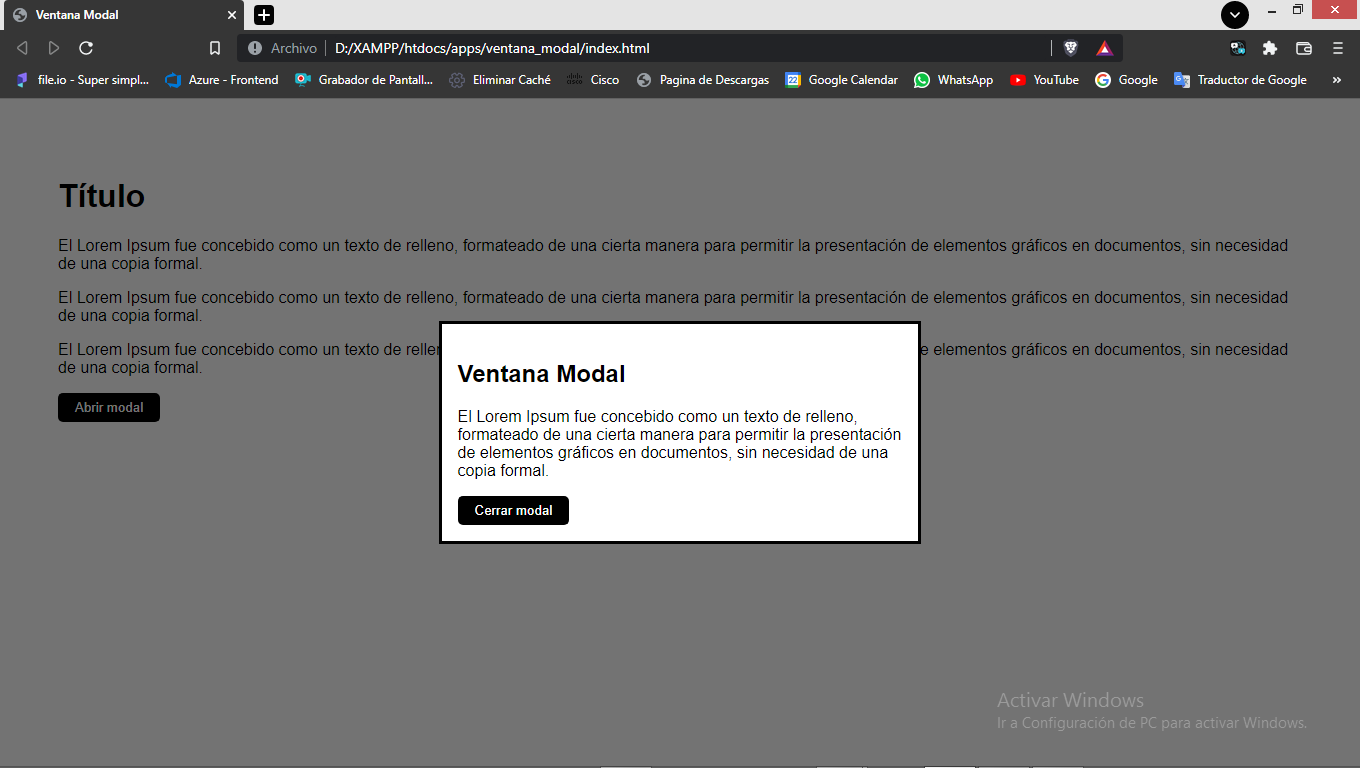 Ventana Modal
Archivo
D:/XAMPP/htdocs/apps/ventana_modal/index.html
file.io - Super simpl...
Azure - Frontend
Grabador de Pantall...
Eliminar Caché
Cisco
Pagina de Descargas
22
Google Calendar
WhatsApp
YouTube
Google
Traductor de Google
»
Título
El Lorem Ipsum fue concebido como un texto de relleno, formateado de una cierta manera para permitir la presentación de elementos gráficos en documentos, sin necesidad
de una copia formal.
El Lorem Ipsum fue concebido como un texto de relleno, formateado de una cierta manera para permitir la presentación de elementos gráficos en documentos, sin necesidad
de una copia formal.
El Lorem Ipsum fue concebido como un texto de reller e elementos gráficos en documentos, sin necesidad
de una copia formal.
Abrir modal
Ventana Modal
El Lorem Ipsum fue concebido como un texto de relleno,
formateado de una cierta manera para permitir la presentación
de elementos gráficos en documentos, sin necesidad de una
copia formal.
Cerrar modal
Activar Windows
Ir a Configuración de PC para activar Windows.